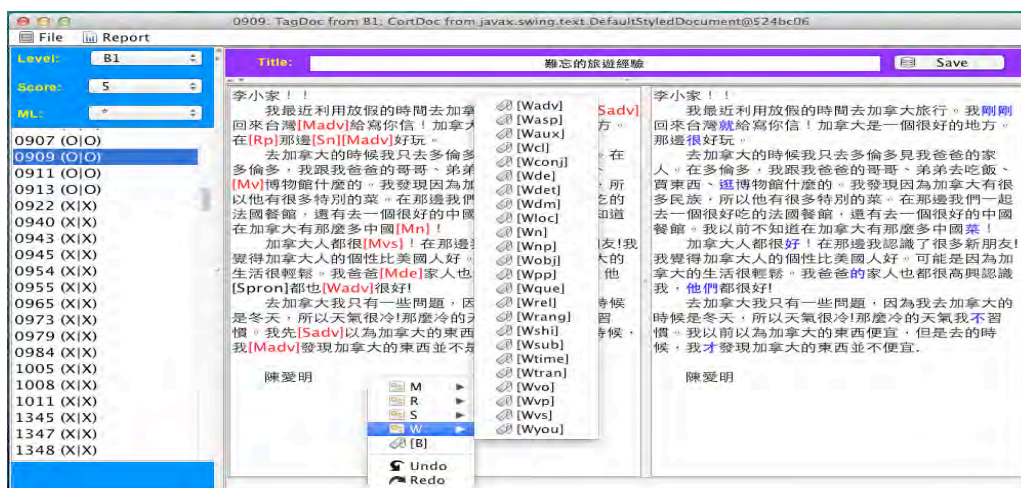 0909: TagDoc from B1; CortDoc from javax.swing.text.DefaultStyledDocument@524bc06
File Report
Level: B1
Score: 5
ML: .*
0907 (O|O)
0909 (O|O)
0911 (O|O)
0913 (O|O)
0922 (X|X)
0940 (X|X)
0943 (X|X)
0945 (X|X)
0954 (X|X)
0955 (X|X)
0965 (X|X)
0973 (X|X)
0979 (X|X)
0984 (X|X)
1005 (X|X)
1008 (X|X)
1011 (X|X)
1345 (X|X)
1347 (X|X)
1348 (X|X)
Title: 難忘的旅遊經驗 Save
李小家！！
我最近利用放假的時間去加拿 [Sadv]
回來台灣[Madv]給寫你信！加拿大 方。
在[Rp]那邊[Sn][Madv]好玩。
去加拿大的時候我只去多倫多 。在
多倫多，我跟我爸爸的哥哥、弟弟
[Mv]博物館什麼的。我發現因為加 ，所
以他有很多特別的菜。在那邊我們 吃的
法國餐館，還有去一個很好的中國 知道
在加拿大有那麼多中國[Mn]！
加拿大人都很[Mvs]！在那邊我 友!我
覺得加拿大人的個性比美國人好。 大的
生活很輕鬆。我爸爸[Mde]家人也 他
[Spron]都也[Wadv]很好!
去加拿大我只有一些問題，因 時候
是冬天，所以天氣很冷!那麼冷的天 習
慣。我先[Sadv]以為加拿大的東西 時候，
我[Madv]發現加拿大的東西並不是
陳愛明
M
R
S
W
[B]
Undo
Redo
[Wadv]
[Wasp]
[Waux]
[Wcl]
[Wconj]
[Wde]
[Wdet]
[Wdm]
[Wloc]
[Wn]
[Wnp]
[Wobj]
[Wpp]
[Wque]
[Wrel]
[Wrang]
[Wshi]
[Wsub]
[Wtime]
[Wtran]
[Wvo]
[Wvp]
[Wvs]
[Wyou]
李小家！！
我最近利用放假的時間去加拿大旅行。我剛剛
回來台灣就給寫你信！加拿大是一個很好的地方。
那邊很好玩。
去加拿大的時候我只去多倫多見我爸爸的家
人。在多倫多，我跟我爸爸的哥哥、弟弟去吃飯、
買東西、逛博物館什麼的。我發現因為加拿大有很
多民族，所以他有很多特別的菜。在那邊我們一起
去一個很好吃的法國餐館，還有去一個很好的中國
餐館。我以前不知道在加拿大有那麼多中國菜！
加拿大人都很好！在那邊我認識了很多新朋友!
我覺得加拿大人的個性比美國人好。可能是因為加
拿大的生活很輕鬆。我爸爸的家人也都很高興認識
我，他們都很好!
去加拿大我只有一些問題，因為我去加拿大的
時候是冬天，所以天氣很冷!那麼冷的天氣我不習
慣。我以前以為加拿大的東西便宜，但是去的時
候，我才發現加拿大的東西並不便宜.
陳愛明